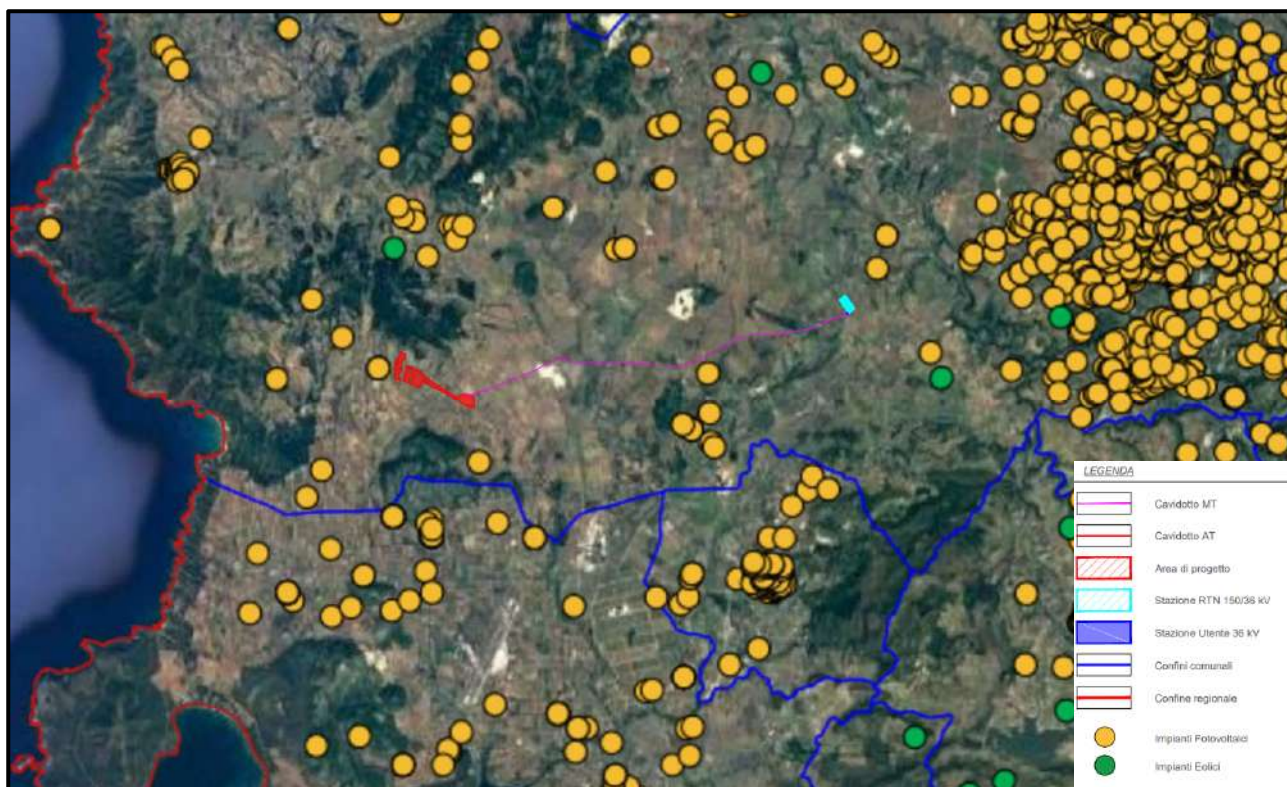 LEGENDA
Cavidotto MT
Cavidotto AT
Area di progetto
Stazione RTN 150/36 kV
Stazione Utente 36 kV
Confini comunali
Confine regionale
Impianti Fotovoltaici
Impianti Eolici